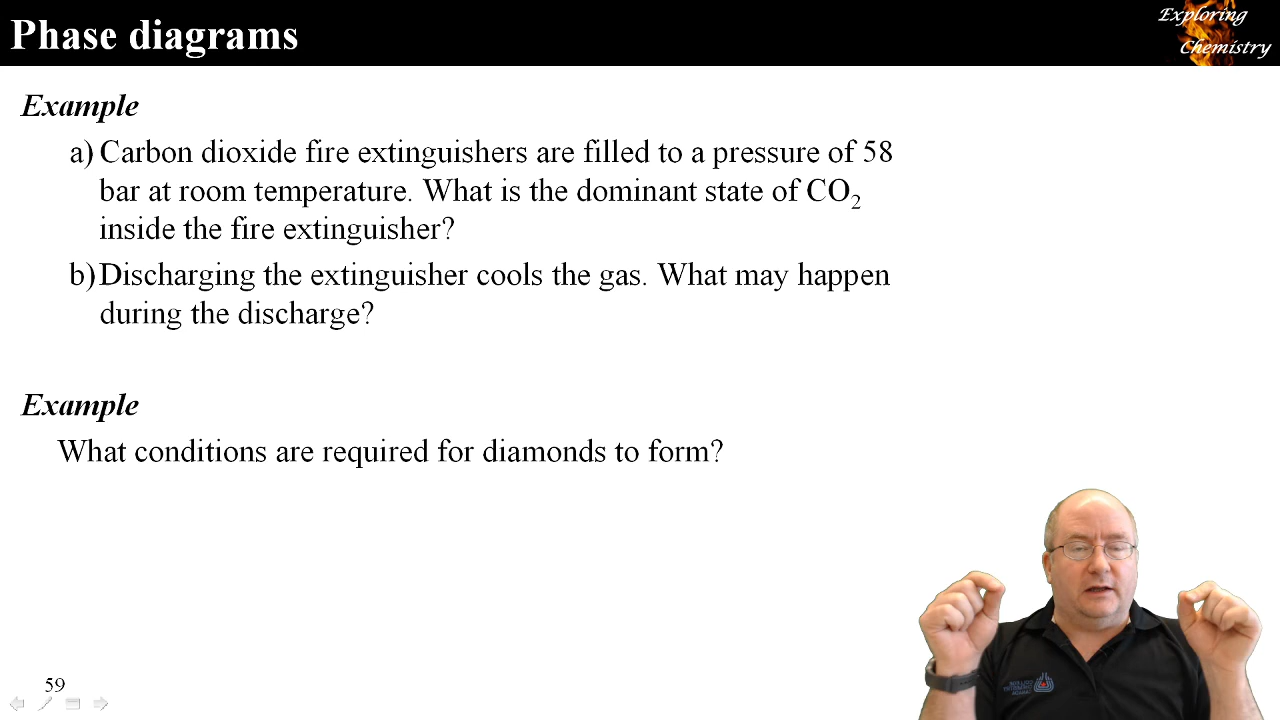 Phase diagrams
Exploring
Chemistry
Example
a) Carbon dioxide fire extinguishers are filled to a pressure of 58
bar at room temperature. What is the dominant state of CO₂
inside the fire extinguisher?
b) Discharging the extinguisher cools the gas. What may happen
during the discharge?
Example
What conditions are required for diamonds to form?
59